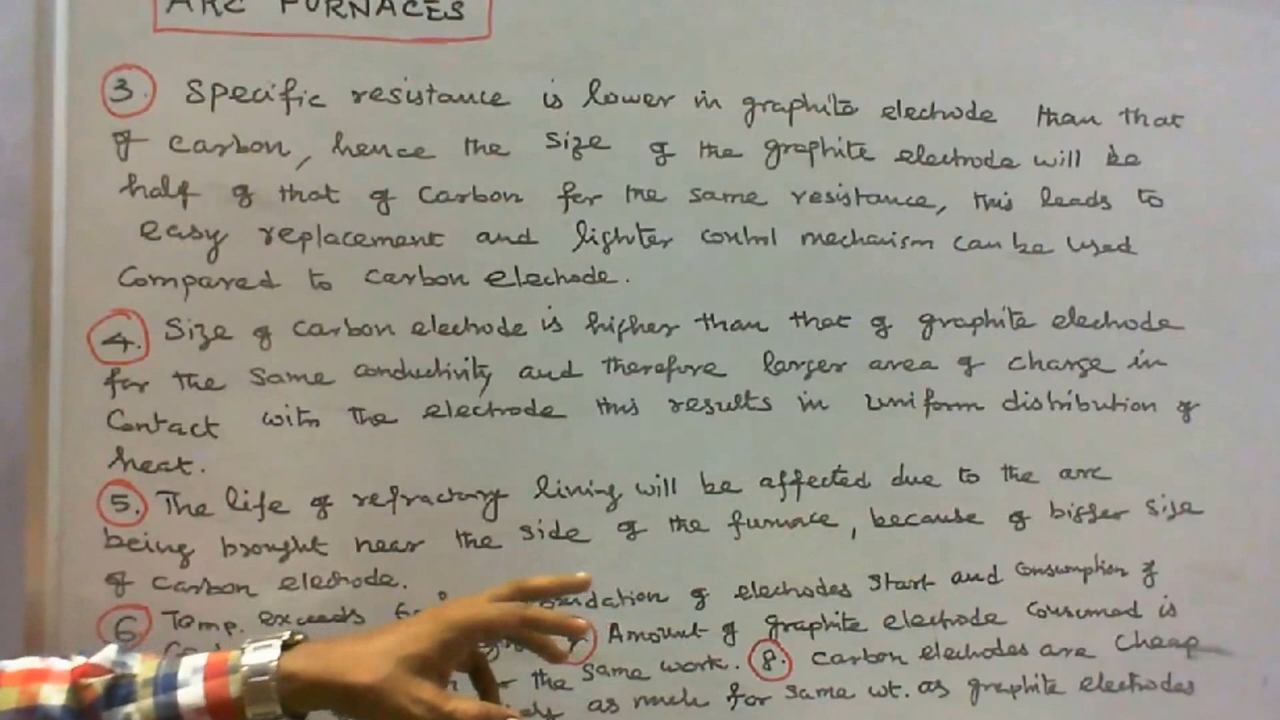 ARC FURNACES
3. Specific resistance is lower in graphite electrode than that
of carbon, hence the size of the graphite electrode will be
half of that of carbon for the same resistance, this leads to
easy replacement and lighter control mechanism can be used
Compared to carbon electrode.
4. Size of carbon electrode is higher than that of graphite electrode
for the same conductivity and therefore larger area of charge in
Contact with the electrode this results in uniform distribution of
heat.
5. The life of refractory lining will be affected due to the arc
being brought near the side of the furnace, because of bigger size
of carbon electrode.
6. Temp. exceeds of electrodes start and consumption of
7. Amount of graphite electrode consumed is
the same work. 8. Carbon electrodes are cheap
as much for same wt. as graphite electrodes